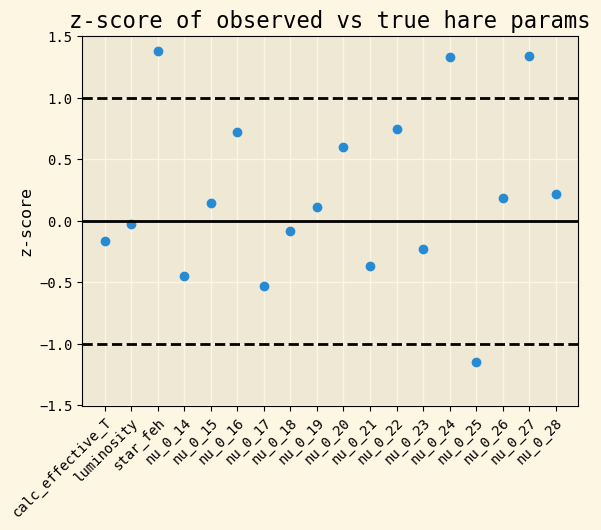 z-score of observed vs true hare params
z-score
1.5
1.0
0.5
0.0
−0.5
−1.0
−1.5
calc_effective_T
luminosity
star_feh
nu_0_14
nu_0_15
nu_0_16
nu_0_17
nu_0_18
nu_0_19
nu_0_20
nu_0_21
nu_0_22
nu_0_23
nu_0_24
nu_0_25
nu_0_26
nu_0_27
nu_0_28